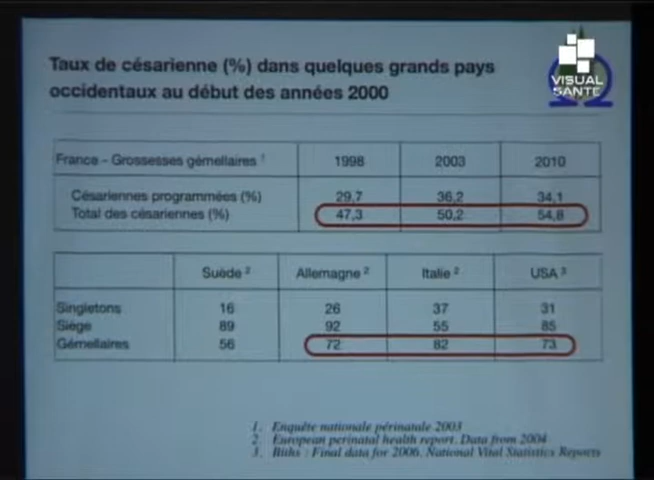 Taux de césarienne (%) dans quelques grands pays
occidentaux au début des années 2000
VISUAL
SANTE
France - Grossesses gémellaires 1 1998 2003 2010
Césariennes programmées (%) 29,7 36,2 34,1
Total des césariennes (%) 47,3 50,2 54,8
Suède 2 Allemagne 2 Italie 2 USA 3
Singletons 16 26 37 31
Siège 89 92 55 85
Gémellaires 56 72 82 73
1. Enquête nationale périnatale 2003
2. European perinatal health report. Data from 2004
3. Births : Final data for 2006. National Vital Statistics Reports